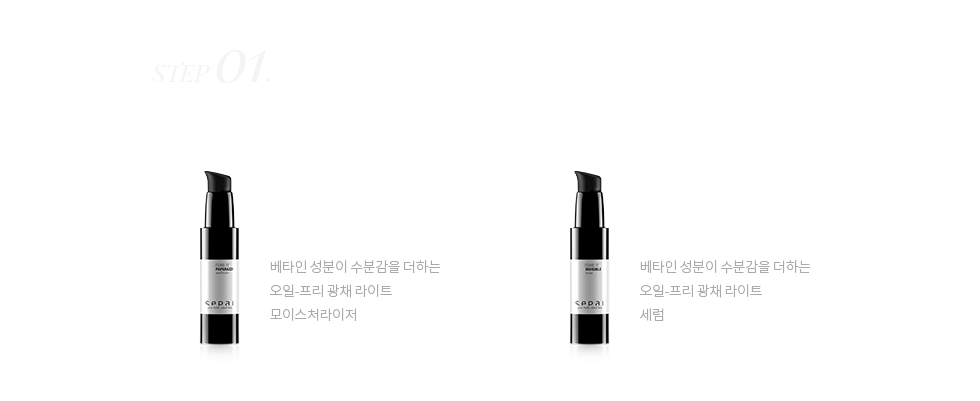 STEP 01.
베타인 성분이 수분감을 더하는
오일-프리 광채 라이트
모이스처라이저
베타인 성분이 수분감을 더하는
오일-프리 광채 라이트
세럼
sepai
sepai